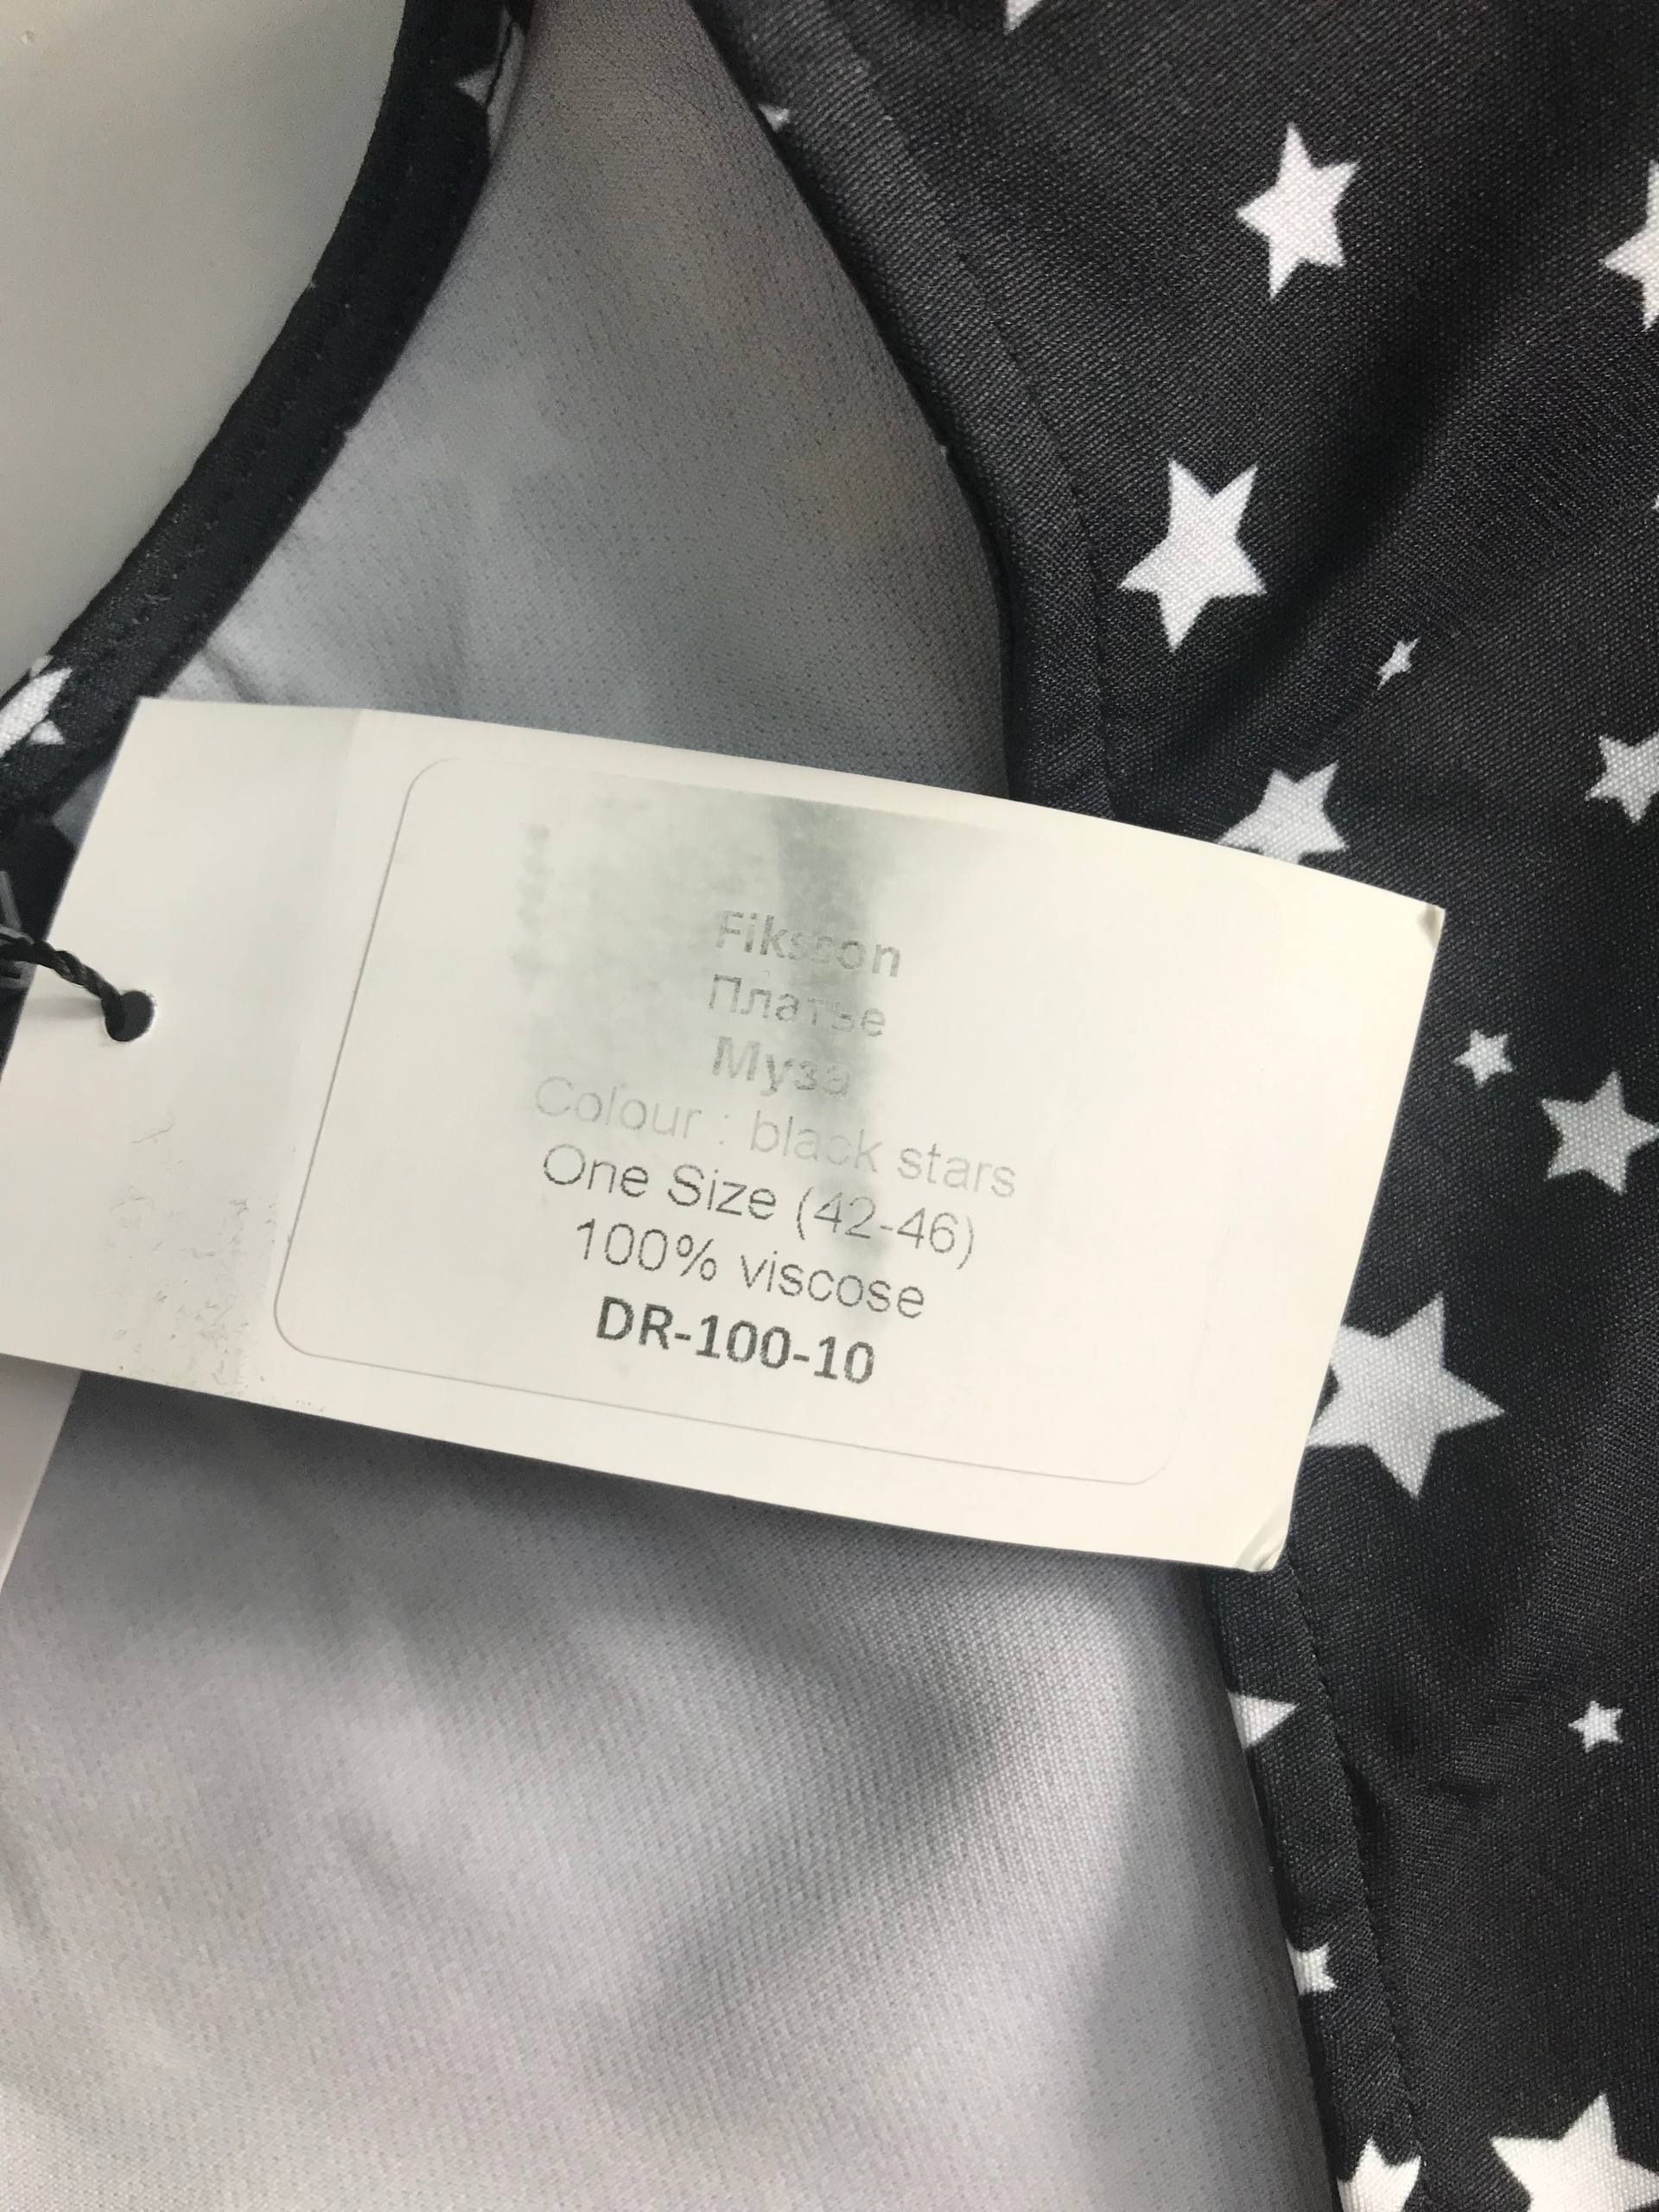 Fiksson
Платье
Муза
Colour : black stars
One Size (42-46)
100% viscose
DR-100-10